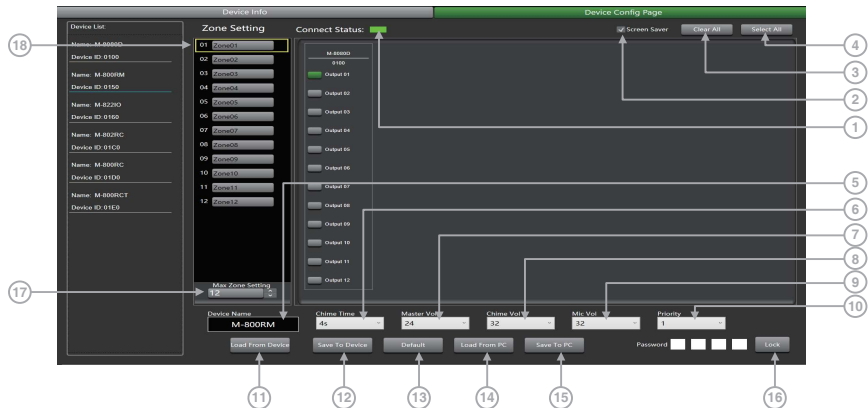 Device Info
Device Config Page
Device List
Zone Setting
Connect Status:
Screen Saver
Clear All
Select All
Name: M-8080D
Device ID: 0100
Name: M-800RM
Device ID: 0150
Name: M-822IO
Device ID: 0160
Name: M-802RC
Device ID: 01C0
Name: M-800RC
Device ID: 01D0
Name: M-800RCT
Device ID: 01E0
01 Zone01
02 Zone02
03 Zone03
04 Zone04
05 Zone05
06 Zone06
07 Zone07
08 Zone08
09 Zone09
10 Zone10
11 Zone11
12 Zone12
Max Zone Setting
12
M-8080D
0100
Output 01
Output 02
Output 03
Output 04
Output 05
Output 06
Output 07
Output 08
Output 09
Output 10
Output 11
Output 12
Device Name
M-800RM
Chime Time
4s
Master Vol
24
Chime Vol
32
Mic Vol
32
Priority
1
Load From Device
Save To Device
Default
Load From PC
Save To PC
Password
Lock
18
17
4
3
2
1
5
6
7
8
9
10
11
12
13
14
15
16